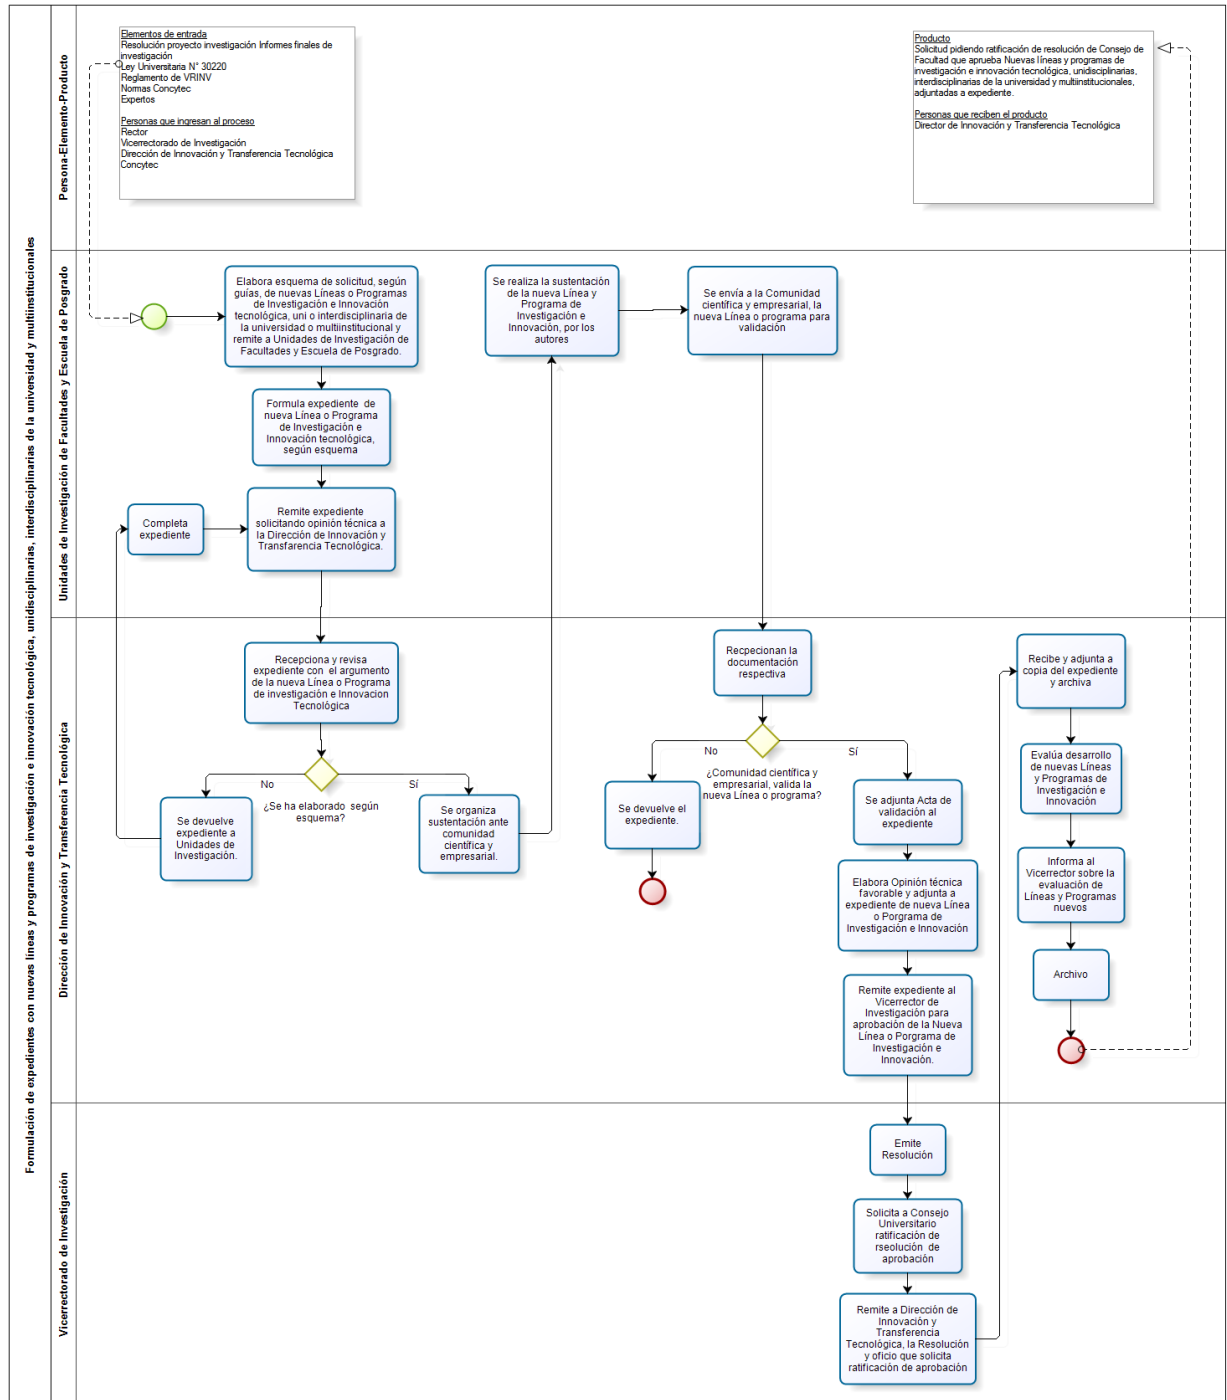 Formulación de expedientes con nuevas líneas y programas de investigación e innovación tecnológica, unidisciplinarias, interdisciplinarias de la universidad y multiinstitucionales
Persona-Elemento-Producto
Elementos de entrada
Resolución proyecto investigación Informes finales de
investigación
Ley Universitaria N° 30220
Reglamento de VRINV
Normas Concytec
Expertos
Personas que ingresan al proceso
Rector
Vicerrectorado de Investigación
Dirección de Innovación y Transferencia Tecnológica
Concytec
Producto
Solicitud pidiendo ratificación de resolución de Consejo de
Facultad que aprueba Nuevas líneas y programas de
investigación e innovación tecnológica, unidisciplinarias,
interdisciplinarias de la universidad y multiinstitucionales,
adjuntadas a expediente.
Personas que reciben el producto
Director de Innovación y Transferencia Tecnológica
Unidades de Investigación de Facultades y Escuela de Posgrado
Elabora esquema de solicitud, según
guías, de nuevas Líneas o Programas
de Investigación e Innovación
tecnológica, uni o interdisciplinaria de
la universidad o multiinstitucional y
remite a Unidades de Investigación de
Facultades y Escuela de Posgrado.
Formula expediente de
nueva Línea o Programa
de Investigación e
Innovación tecnológica,
según esquema
Completa
expediente
Remite expediente
solicitando opinión técnica a
la Dirección de Innovación y
Transfarencia Tecnológica.
Se realiza la sustentación
de la nueva Línea y
Programa de
Investigación e
Innovación, por los
autores
Se envía a la Comunidad
científica y empresarial, la
nueva Línea o programa para
validación
Dirección de Innovación y Transferencia Tecnológica
Recepciona y revisa
expediente con el argumento
de la nueva Línea o Programa
de investigación e Innovacion
Tecnológica
No
Sí
¿Se ha elaborado según
esquema?
Se devuelve
expediente a
Unidades de
Investigación.
Se organiza
sustentación ante
comunidad
científica y
empresarial.
Recpecionan la
documentación
respectiva
No
Sí
¿Comunidad científica y
empresarial, valida la
nueva Línea o programa?
Se devuelve el
expediente.
Se adjunta Acta de
validación al
expediente
Elabora Opinión técnica
favorable y adjunta a
expediente de nueva Línea
o Porgrama de
Investigación e Innovación
Remite expediente al
Vicerrector de
Investigación para
aprobación de la Nueva
Línea o Porgrama de
Investigación e
Innovación.
Recibe y adjunta a
copia del expediente
y archiva
Evalúa desarrollo
de nuevas Líneas
y Programas de
Investigación e
Innovación
Informa al
Vicerrector sobre la
evaluación de
Líneas y Programas
nuevos
Archivo
Vicerrectorado de Investigación
Emite
Resolución
Solicita a Consejo
Universitario
ratificación de
rseolución de
aprobación
Remite a Dirección de
Innovación y
Transferencia
Tecnológica, la Resolución
y oficio que solicita
ratificación de aprobación